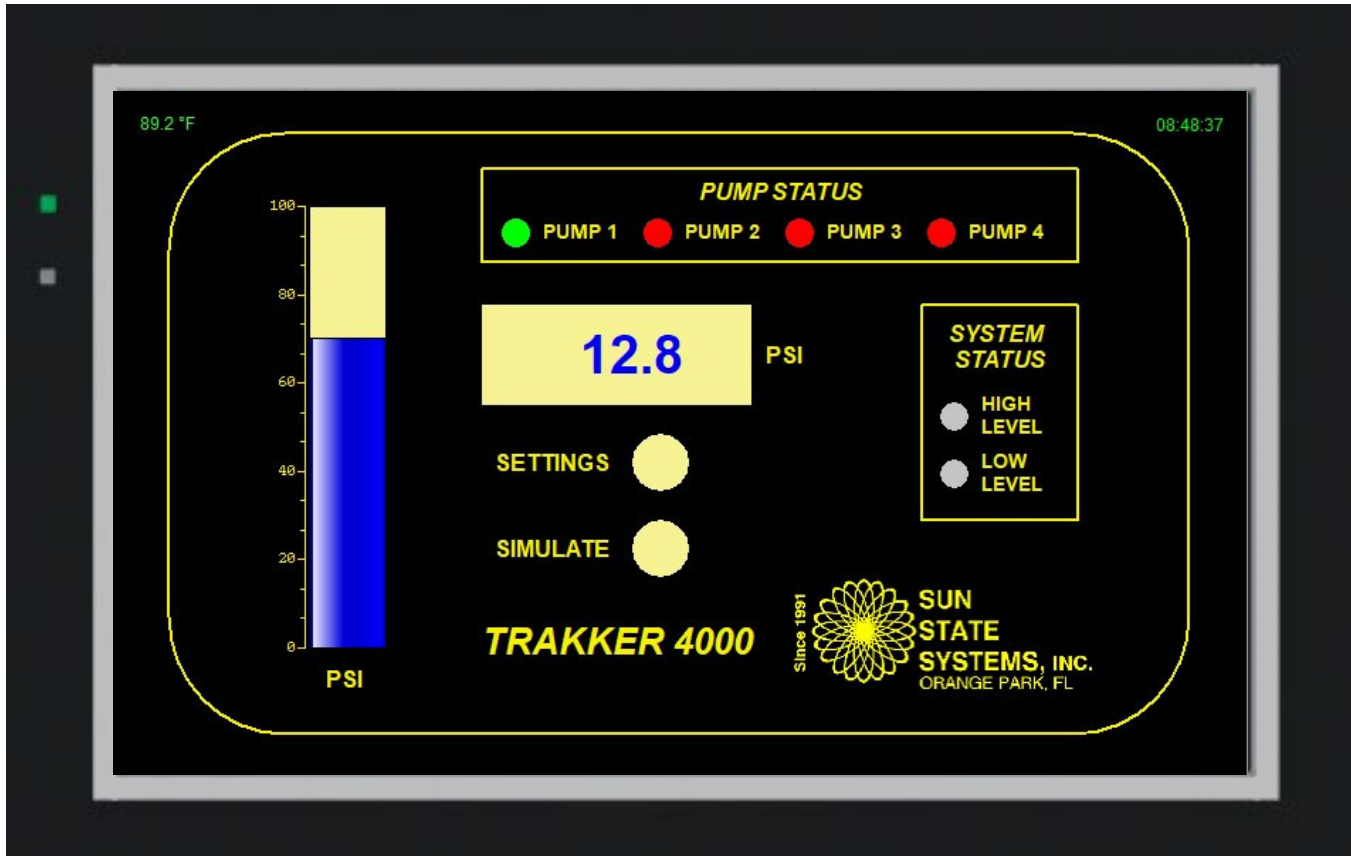 89.2 °F
08:48:37
PUMP STATUS
PUMP 1
PUMP 2
PUMP 3
PUMP 4
100
80
60
40
20
0
PSI
12.8
PSI
SETTINGS
SIMULATE
SYSTEM
STATUS
HIGH
LEVEL
LOW
LEVEL
TRAKKER 4000
Since 1991
SUN
STATE
SYSTEMS, INC.
ORANGE PARK, FL